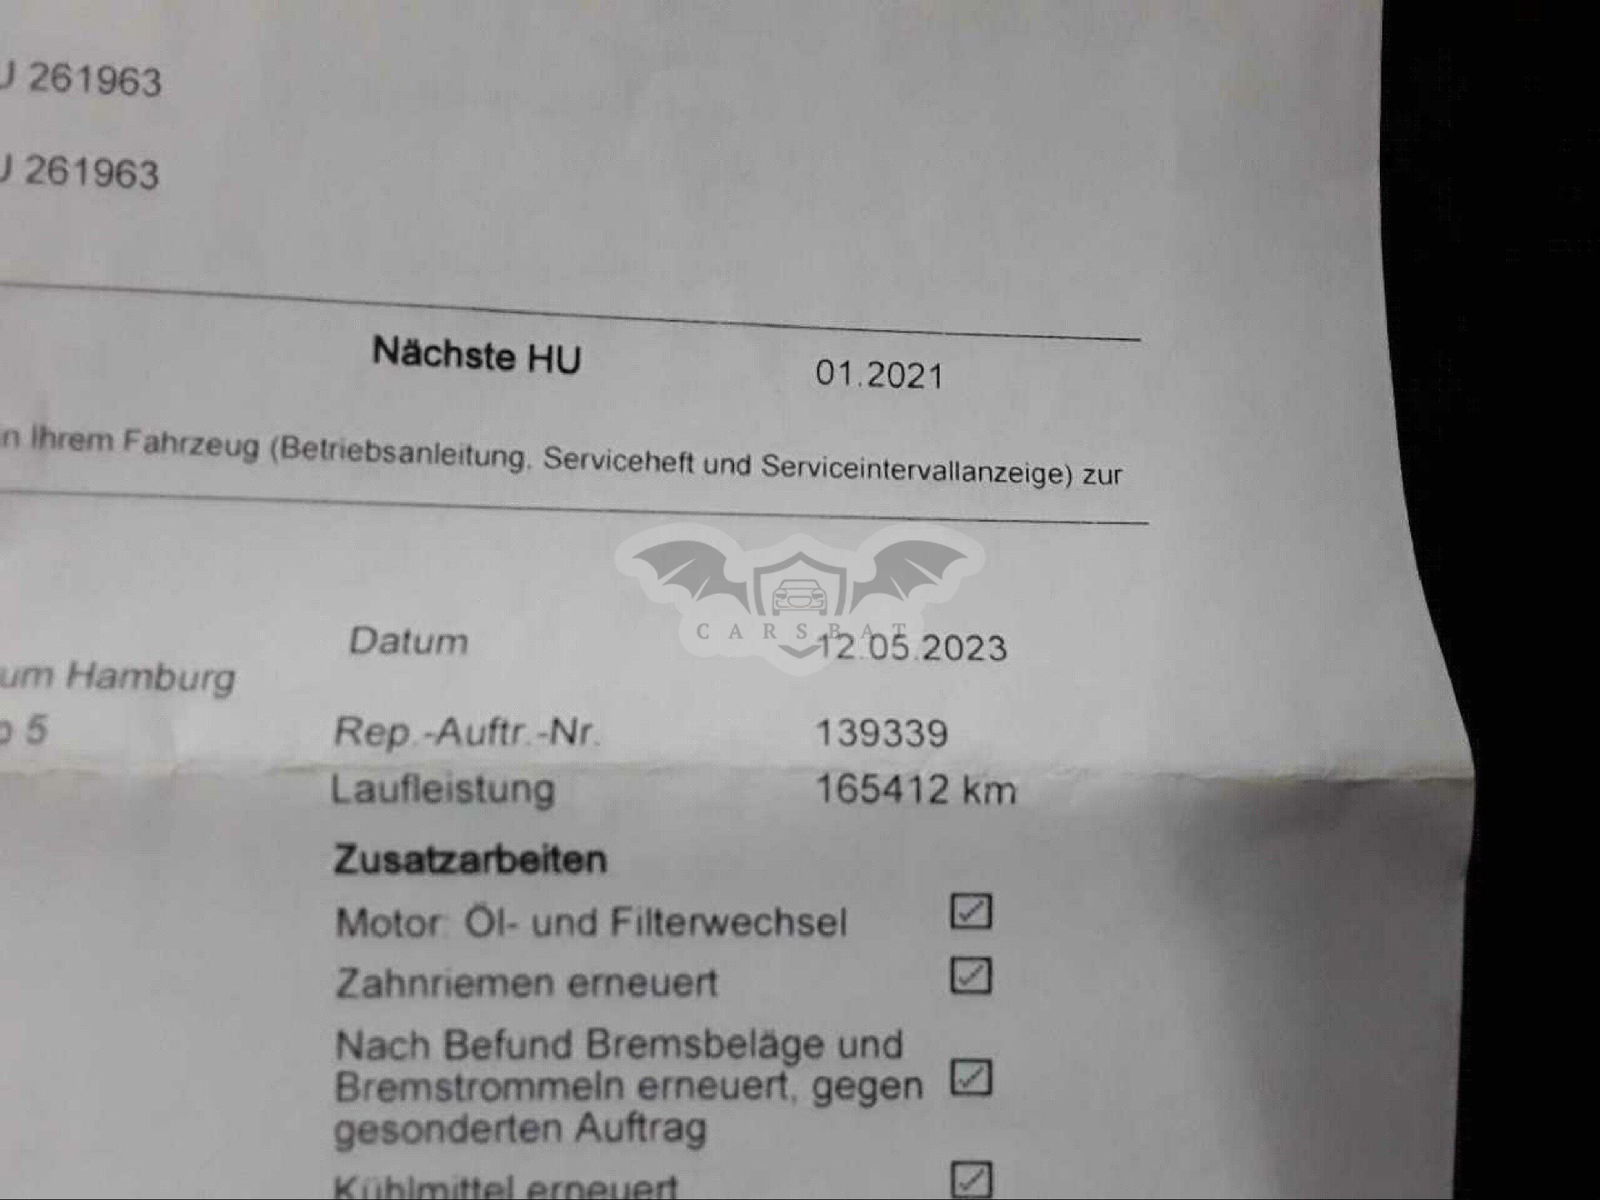 261963
261963
Nächste HU 01.2021
Ihrem Fahrzeug (Betriebsanleitung, Serviceheft und Serviceintervallanzeige) zur
CARSBAT
Datum 12.05.2023
um Hamburg
5
Rep.-Auftr.-Nr. 139339
Laufleistung 165412 km
Zusatzarbeiten
Motor: Öl- und Filterwechsel
Zahnriemen erneuert
Nach Befund Bremsbeläge und
Bremstrommeln erneuert, gegen
gesonderten Auftrag
Kühlmittel erneuert